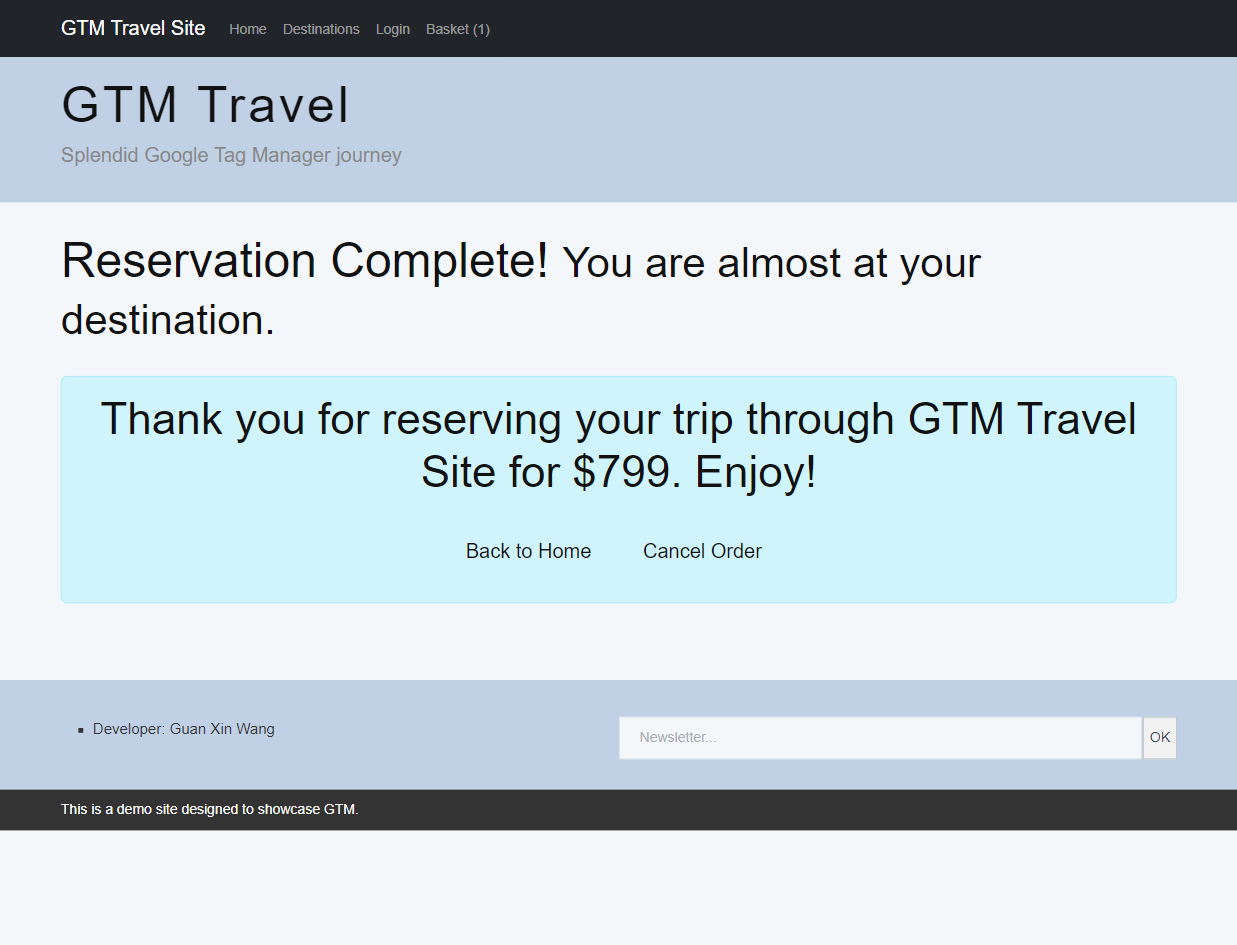 GTM Travel Site Home Destinations Login Basket (1)
GTM Travel
Splendid Google Tag Manager journey
Reservation Complete! You are almost at your
destination.
Thank you for reserving your trip through GTM Travel
Site for $799. Enjoy!
Back to Home Cancel Order
Developer: Guan Xin Wang
Newsletter... OK
This is a demo site designed to showcase GTM.